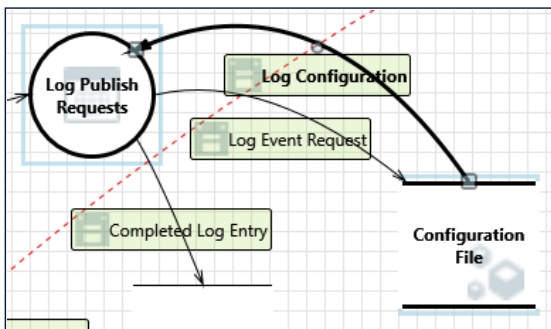 Log Publish
Requests
Log Configuration
Log Event Request
Completed Log Entry
Configuration
File